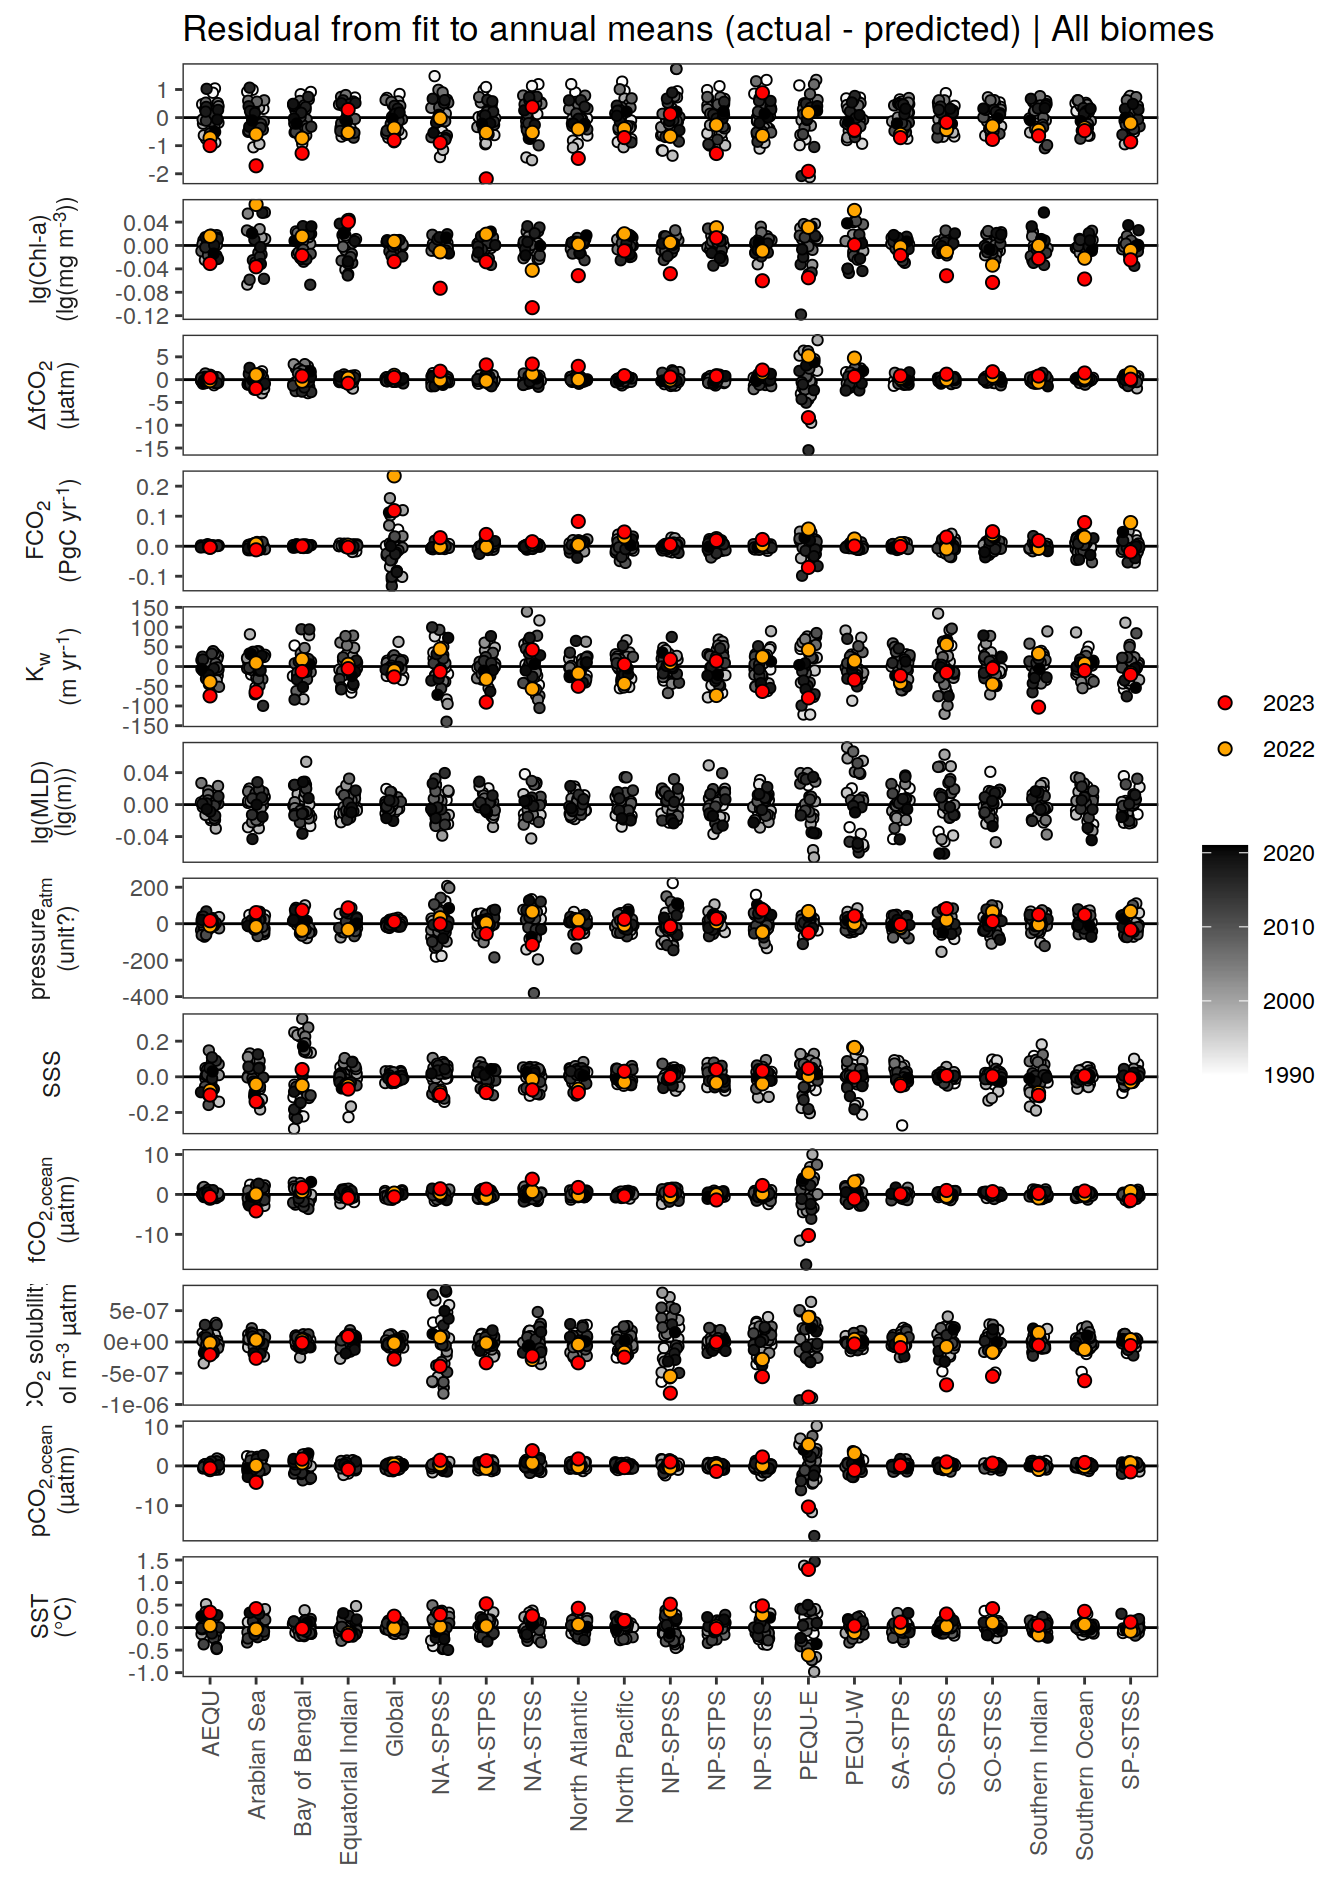 Residual from fit to annual means (actual - predicted) | All biomes
1
0
-1
-2
lg(Chl-a)
(lg(mg m⁻³))
0.04
0.00
-0.04
-0.08
-0.12
ΔfCO₂
(µatm)
5
0
-5
-10
-15
FCO₂
(PgC yr⁻¹)
0.2
0.1
0.0
-0.1
K_w
(m yr⁻¹)
150
100
50
0
-50
-100
-150
lg(MLD)
(lg(m))
0.04
0.00
-0.04
pressure_atm
(unit?)
200
0
-200
-400
SSS
0.2
0.0
-0.2
fCO₂,ocean
(µatm)
10
0
-10
CO₂ solubilit
ol m⁻³ µatm
5e-07
0e+00
-5e-07
-1e-06
pCO₂,ocean
(µatm)
10
0
-10
SST
(°C)
1.5
1.0
0.5
0.0
-0.5
-1.0
AEQU
Arabian Sea
Bay of Bengal
Equatorial Indian
Global
NA-SPSS
NA-STPS
NA-STSS
North Atlantic
North Pacific
NP-SPSS
NP-STPS
NP-STSS
PEQU-E
PEQU-W
SA-STPS
SO-SPSS
SO-STSS
Southern Indian
Southern Ocean
SP-STSS
2023
2022
2020
2010
2000
1990